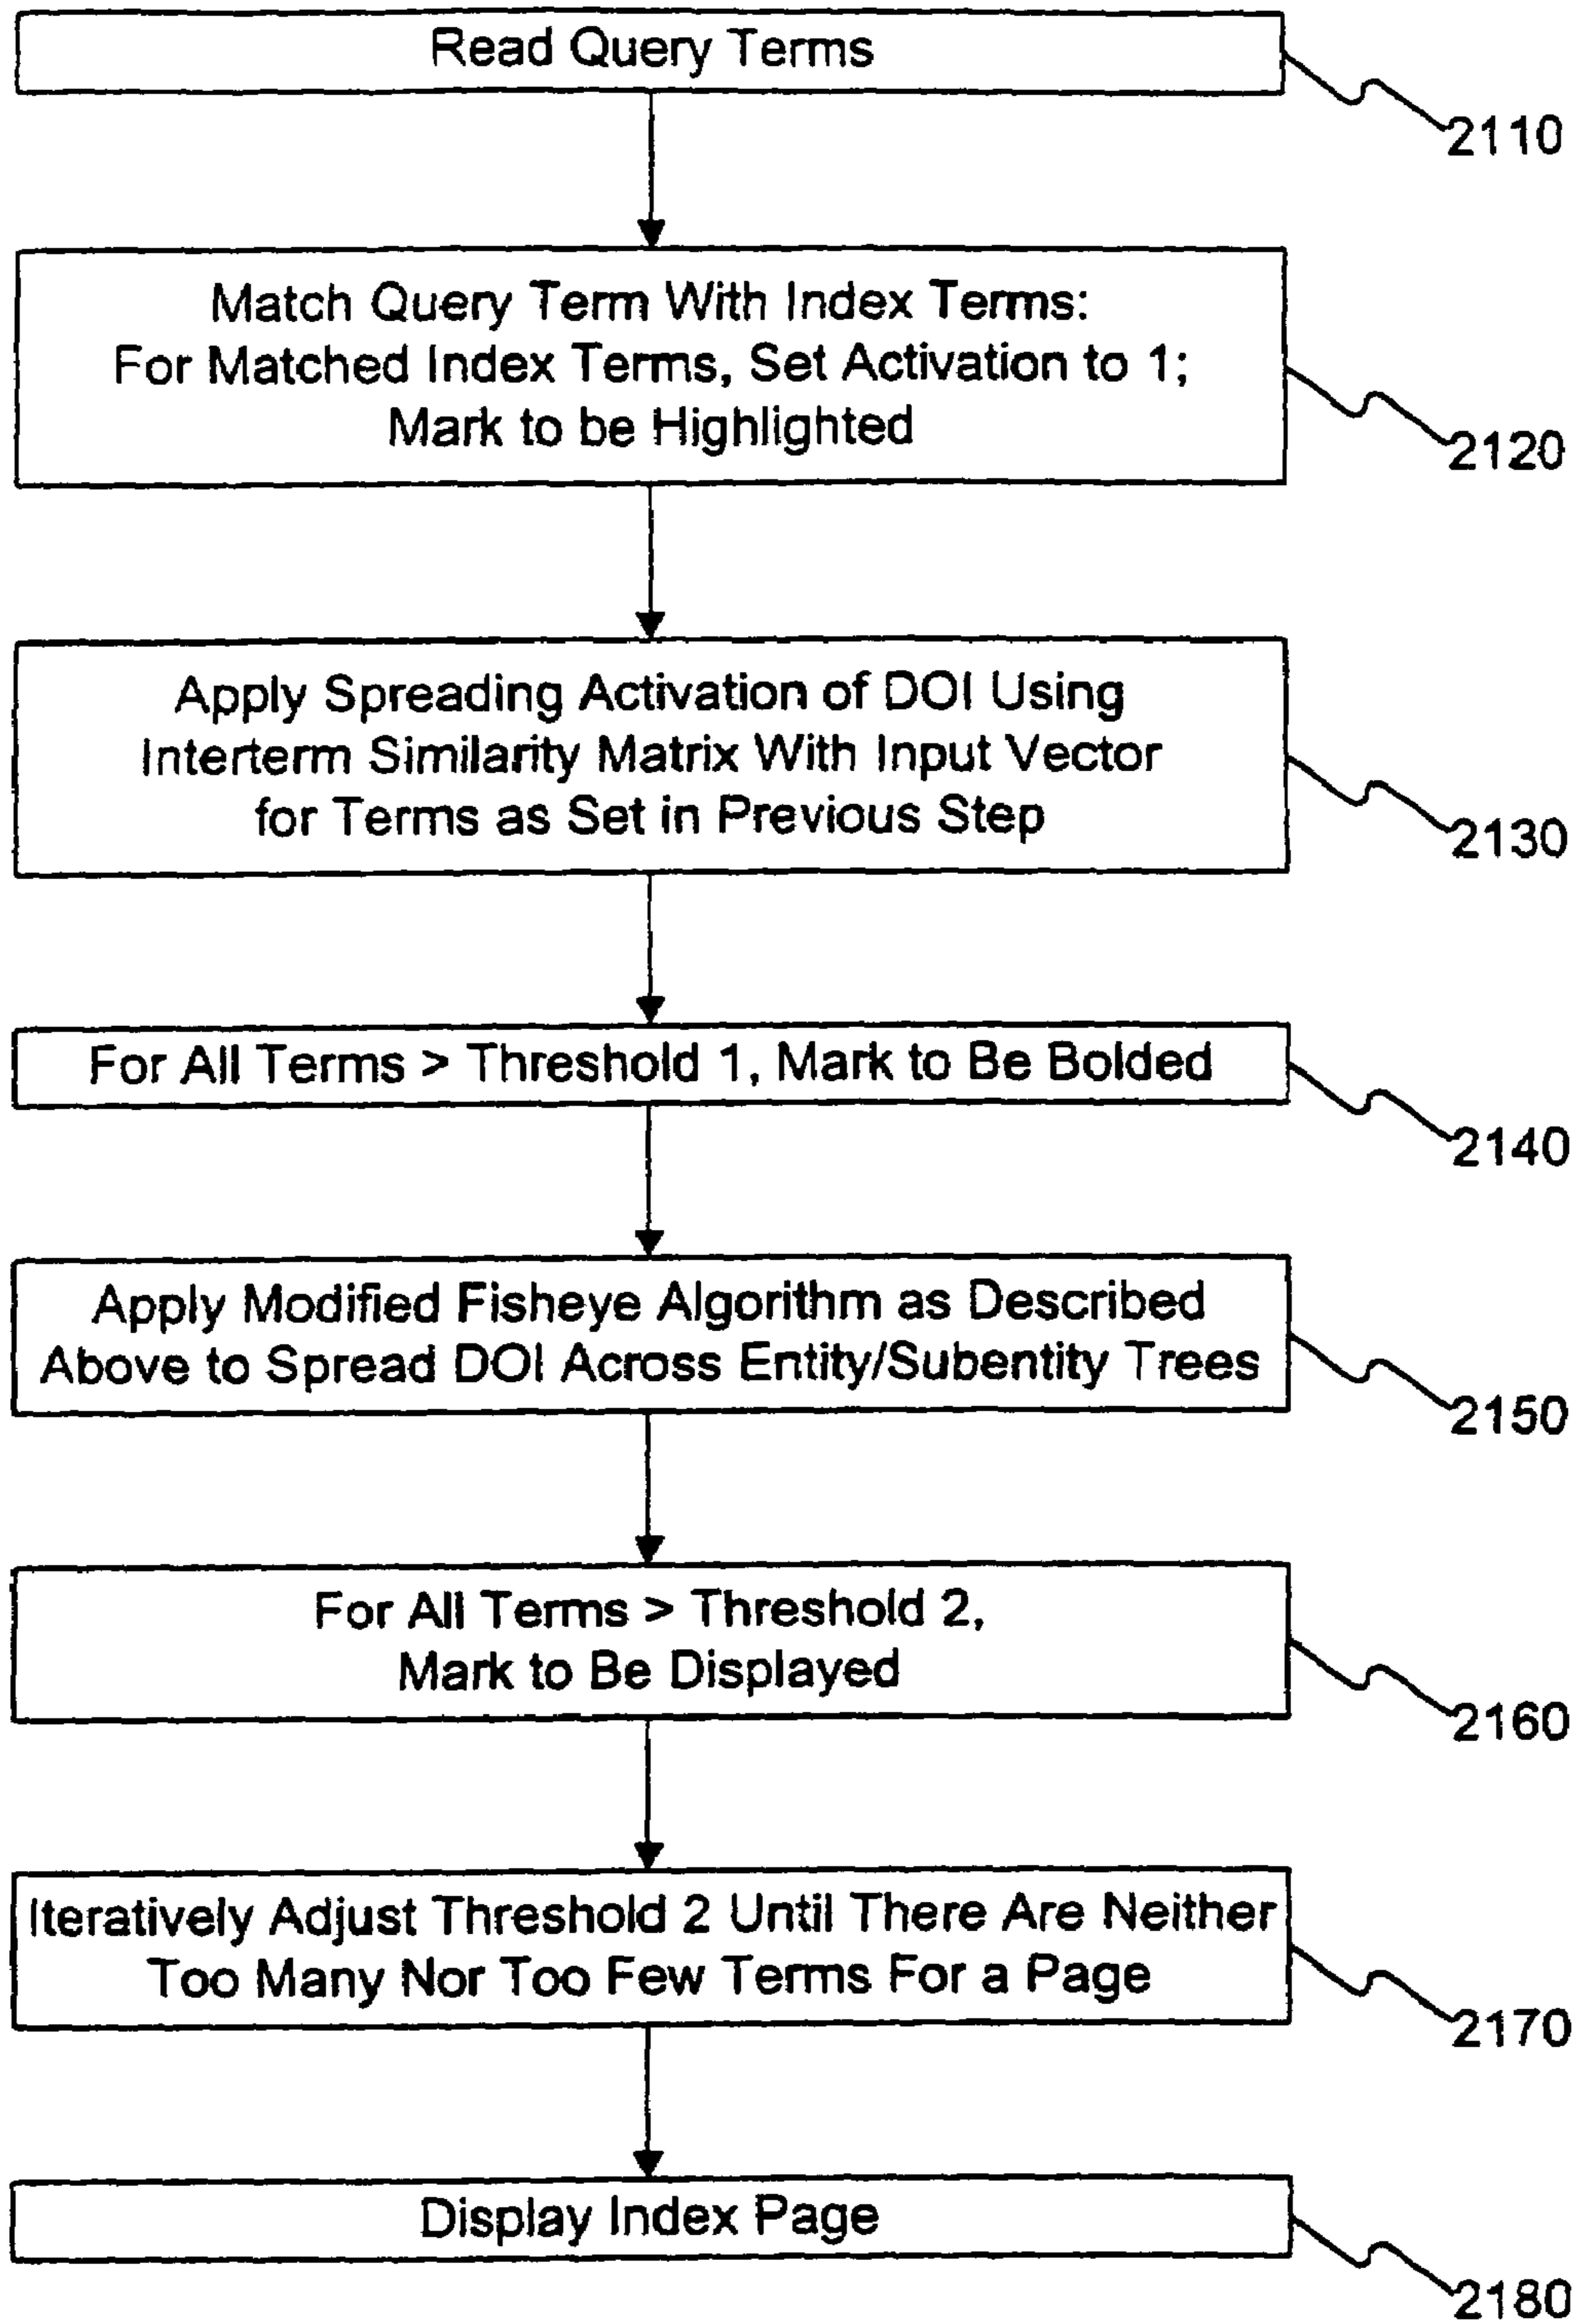 Read Query Terms
2110
Match Query Term With Index Terms:
For Matched Index Terms, Set Activation to 1;
Mark to be Highlighted
2120
Apply Spreading Activation of DOI Using
Interterm Similarity Matrix With Input Vector
for Terms as Set in Previous Step
2130
For All Terms > Threshold 1, Mark to Be Bolded
2140
Apply Modified Fisheye Algorithm as Described
Above to Spread DOI Across Entity/Subentity Trees
2150
For All Terms > Threshold 2,
Mark to Be Displayed
2160
Iteratively Adjust Threshold 2 Until There Are Neither
Too Many Nor Too Few Terms For a Page
2170
Display Index Page
2180